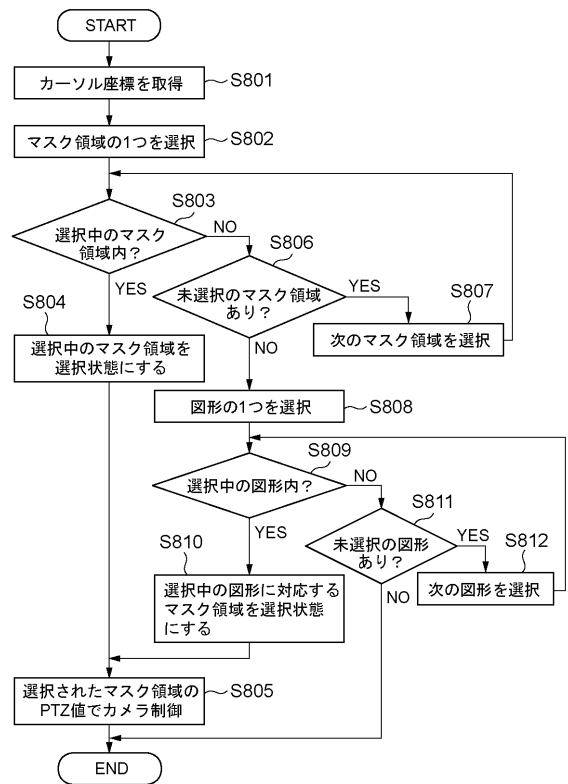 START
カーソル座標を取得
S801
マスク領域の1つを選択
S802
S803
選択中のマスク
領域内？
NO
YES
S806
未選択のマスク領域
あり？
YES
NO
S807
次のマスク領域を選択
S804
選択中のマスク領域を
選択状態にする
図形の1つを選択
S808
S809
選択中の図形内？
NO
YES
S811
未選択の図形
あり？
YES
NO
S812
次の図形を選択
S810
選択中の図形に対応する
マスク領域を選択状態
にする
選択されたマスク領域の
PTZ値でカメラ制御
S805
END